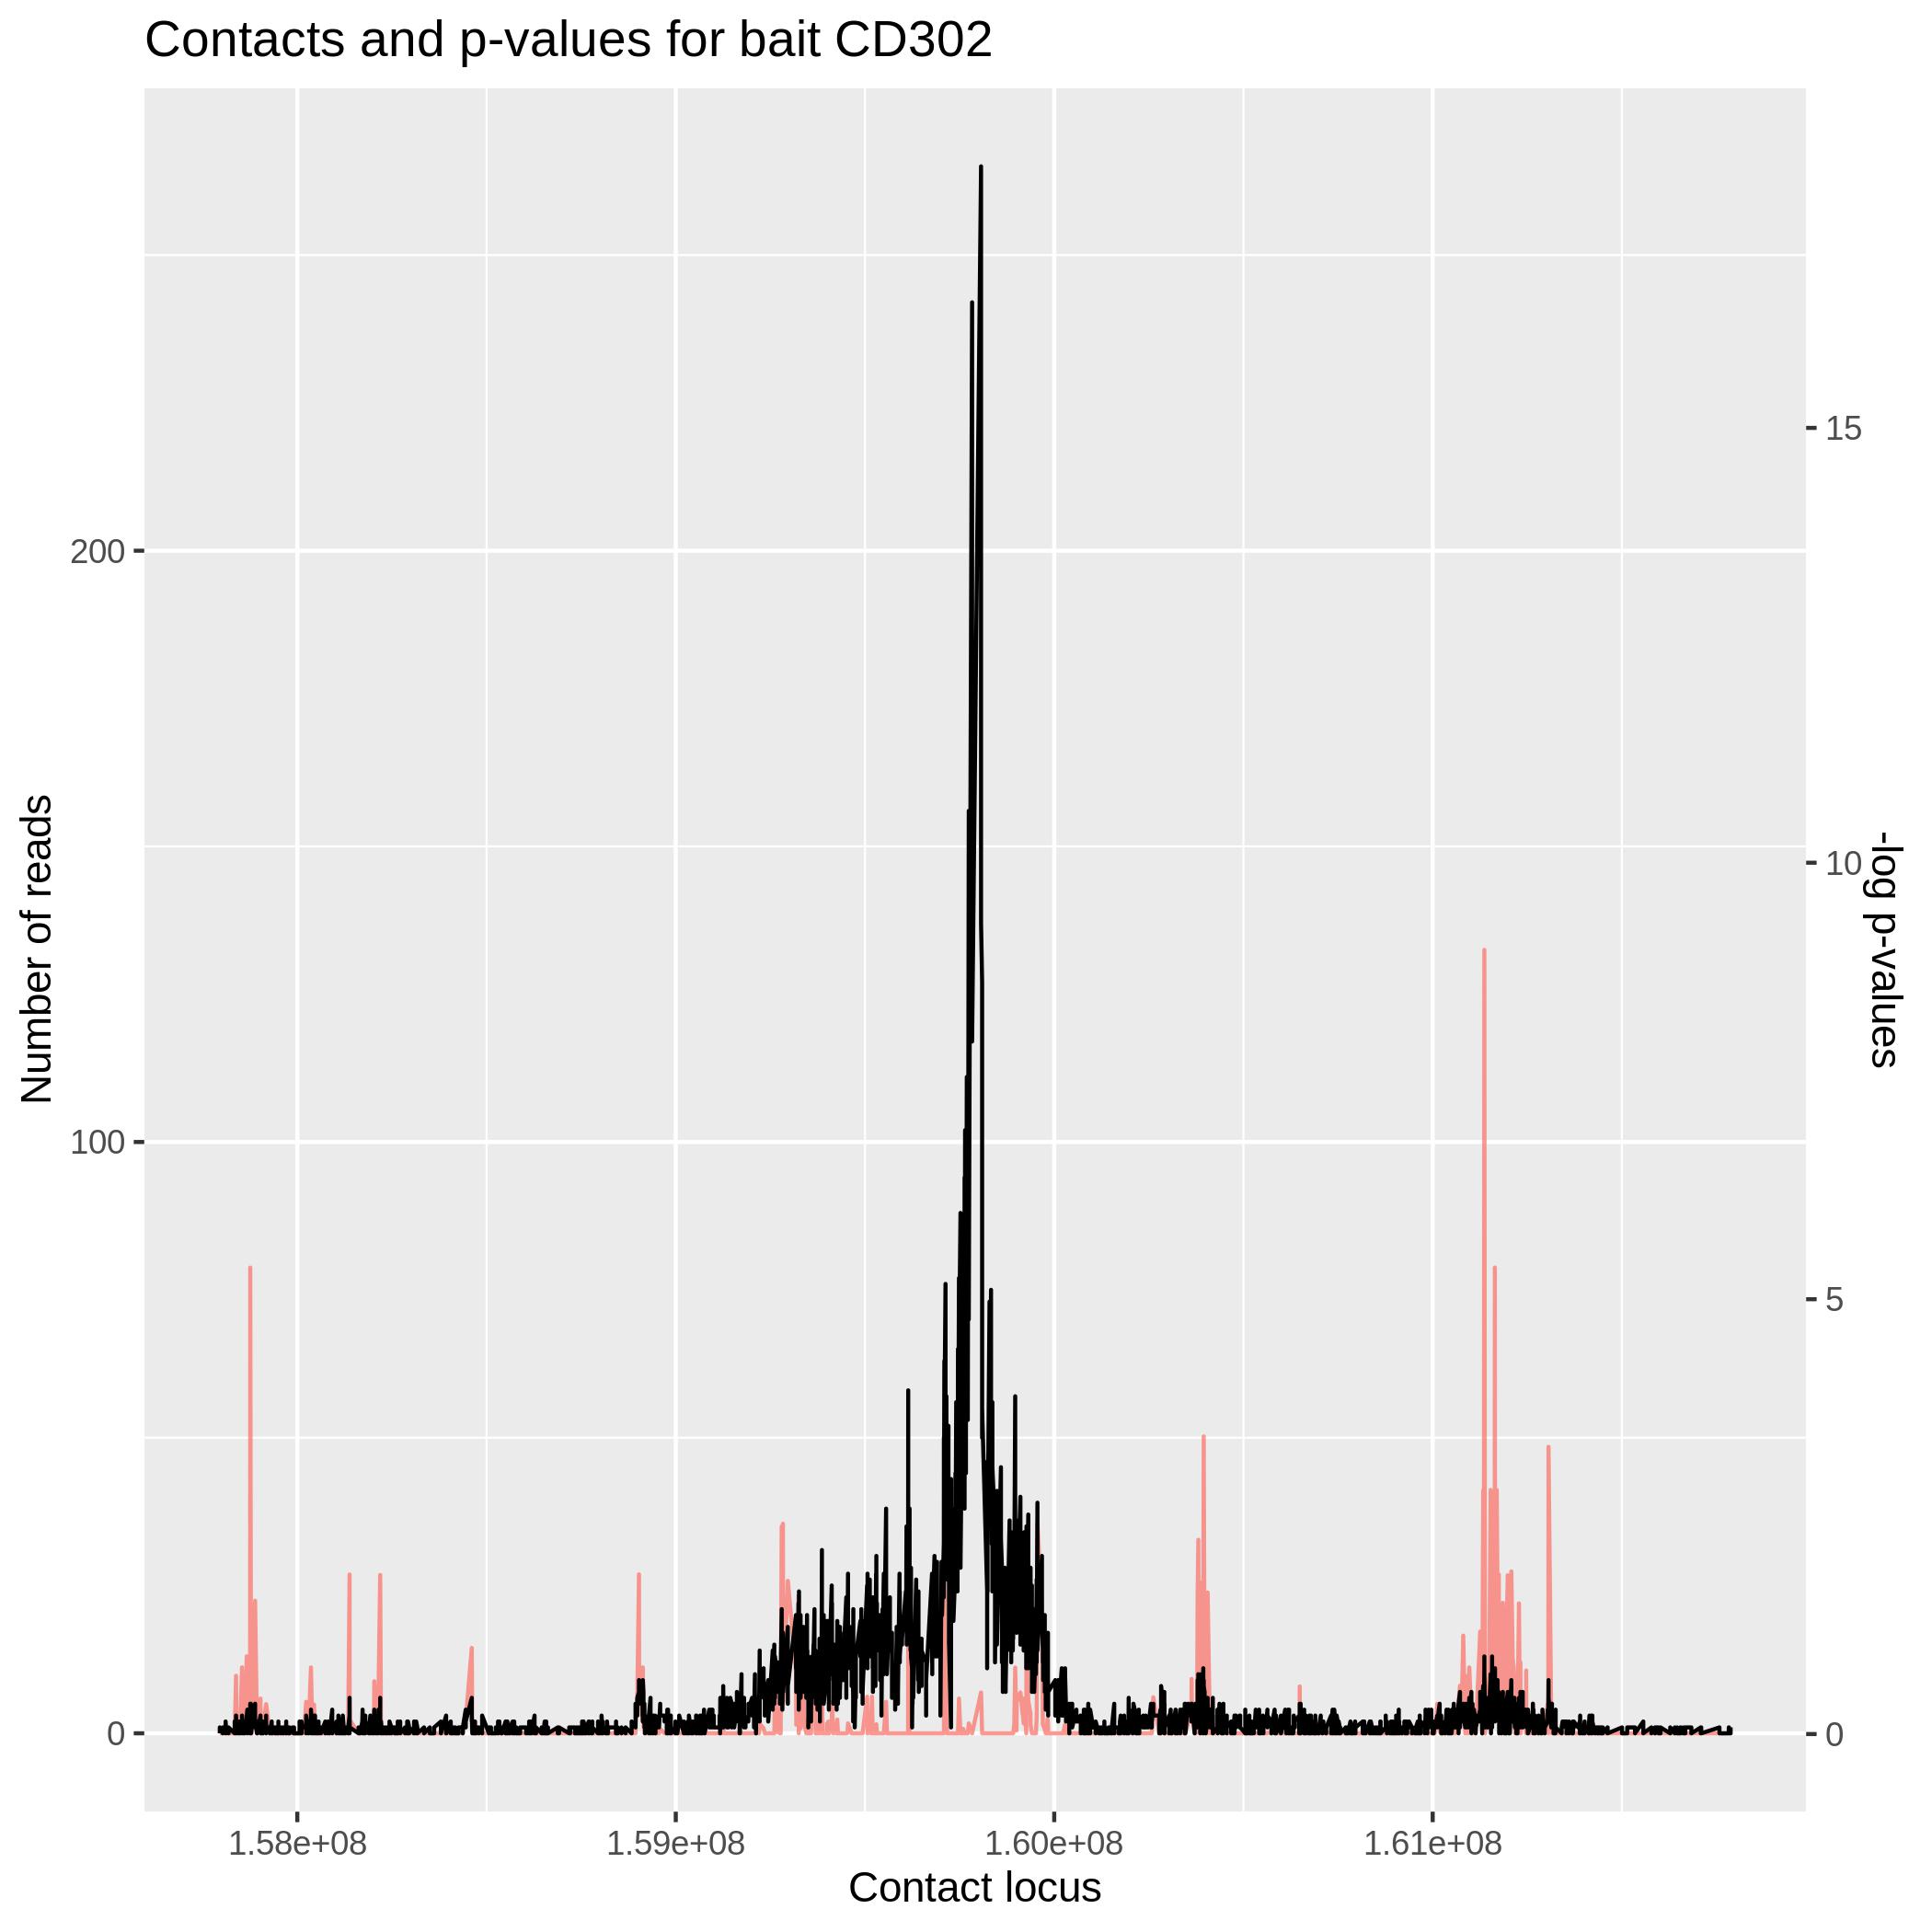 Contacts and p-values for bait CD302
Number of reads
200
100
0
15
10
5
0
-log p-values
1.58e+08
1.59e+08
1.60e+08
1.61e+08
Contact locus